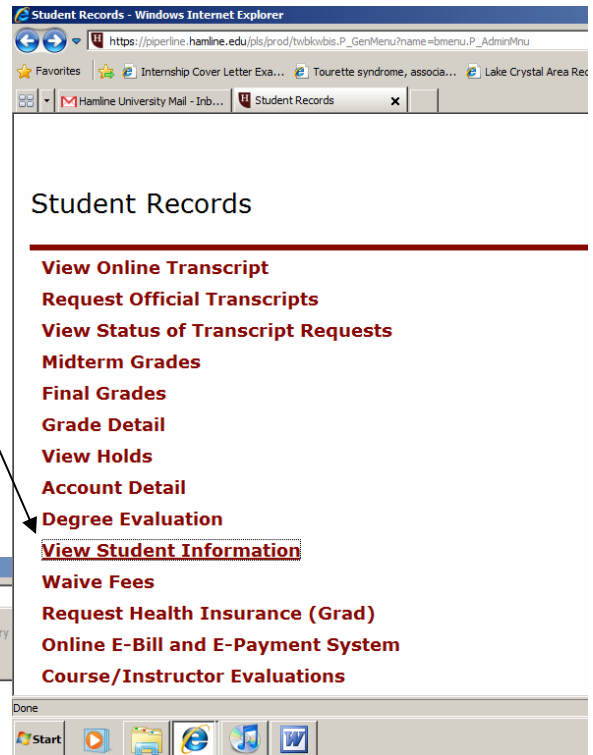 Student Records - Windows Internet Explorer
https://piperline.hamline.edu/pls/prod/twbkwbis.P_GenMenu?name=bmenu.P_AdminMnu
Favorites Internship Cover Letter Exa... Tourette syndrome, associa... Lake Crystal Area Rec
Hamline University Mail - Inb... Student Records x
Student Records
View Online Transcript
Request Official Transcripts
View Status of Transcript Requests
Midterm Grades
Final Grades
Grade Detail
View Holds
Account Detail
Degree Evaluation
View Student Information
Waive Fees
Request Health Insurance (Grad)
ry
Online E-Bill and E-Payment System
Course/Instructor Evaluations
Done
Start